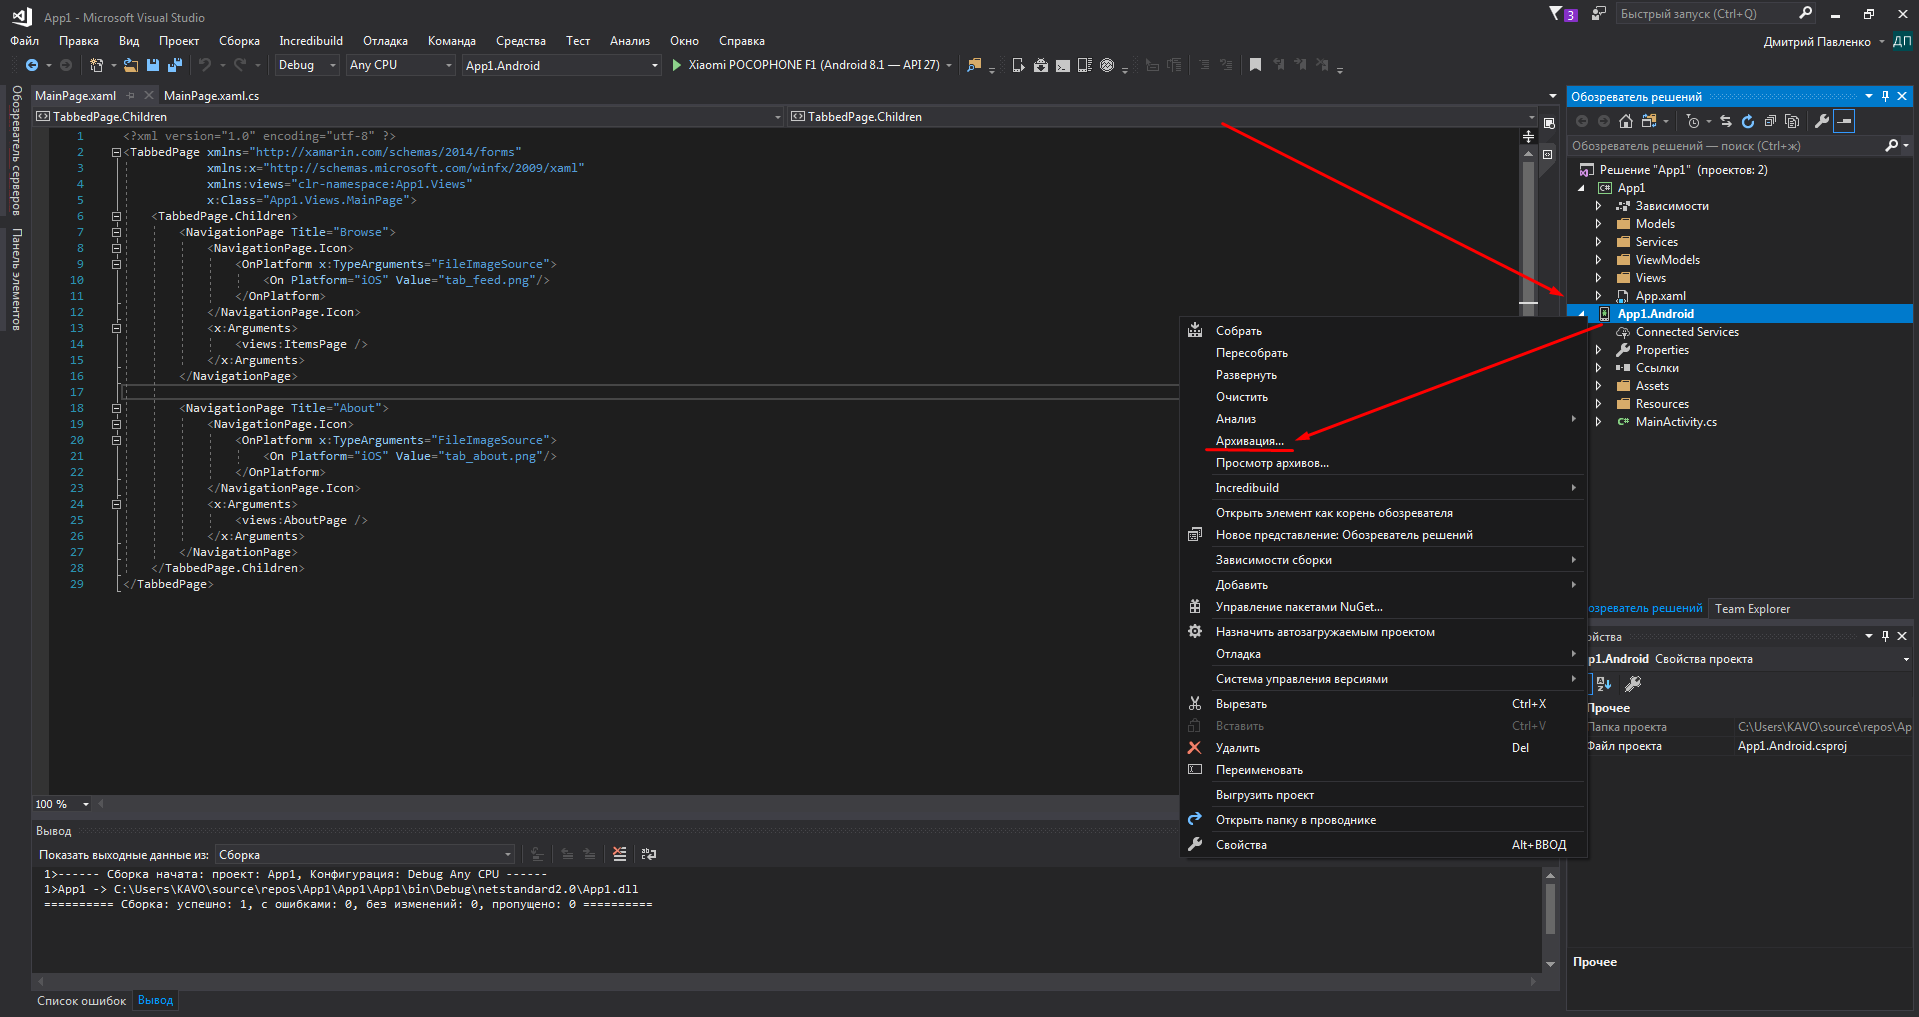 App1 - Microsoft Visual Studio
3
Быстрый запуск (Ctrl+Q)
Файл Правка Вид Проект Сборка Incredibuild Отладка Команда Средства Тест Анализ Окно Справка
Дмитрий Павленко ДП
Debug Any CPU App1.Android Xiaomi POCOPHONE F1 (Android 8.1 — API 27)
Обозреватель серверов
Панель элементов
MainPage.xaml MainPage.xaml.cs
TabbedPage.Children TabbedPage.Children
1 <?xml version="1.0" encoding="utf-8" ?>
2 <TabbedPage xmlns="http://xamarin.com/schemas/2014/forms"
3 xmlns:x="http://schemas.microsoft.com/winfx/2009/xaml"
4 xmlns:views="clr-namespace:App1.Views"
5 x:Class="App1.Views.MainPage">
6 <TabbedPage.Children>
7 <NavigationPage Title="Browse">
8 <NavigationPage.Icon>
9 <OnPlatform x:TypeArguments="FileImageSource">
10 <On Platform="iOS" Value="tab_feed.png"/>
11 </OnPlatform>
12 </NavigationPage.Icon>
13 <x:Arguments>
14 <views:ItemsPage />
15 </x:Arguments>
16 </NavigationPage>
17
18 <NavigationPage Title="About">
19 <NavigationPage.Icon>
20 <OnPlatform x:TypeArguments="FileImageSource">
21 <On Platform="iOS" Value="tab_about.png"/>
22 </OnPlatform>
23 </NavigationPage.Icon>
24 <x:Arguments>
25 <views:AboutPage />
26 </x:Arguments>
27 </NavigationPage>
28 </TabbedPage.Children>
29 </TabbedPage>
100 %
Вывод
Показать выходные данные из: Сборка
1>------ Сборка начата: проект: App1, Конфигурация: Debug Any CPU ------
1>App1 -> C:\Users\KAVO\source\repos\App1\App1\App1\bin\Debug\netstandard2.0\App1.dll
========== Сборка: успешно: 1, с ошибками: 0, без изменений: 0, пропущено: 0 ==========
Список ошибок Вывод
Собрать
Пересобрать
Развернуть
Очистить
Анализ
Архивация...
Просмотр архивов...
Incredibuild
Открыть элемент как корень обозревателя
Новое представление: Обозреватель решений
Зависимости сборки
Добавить
Управление пакетами NuGet...
Назначить автозагружаемым проектом
Отладка
Система управления версиями
Вырезать Ctrl+X
Вставить Ctrl+V
Удалить Del
Переименовать
Выгрузить проект
Открыть папку в проводнике
Свойства Alt+ВВОД
Обозреватель решений
Обозреватель решений — поиск (Ctrl+ж)
Решение "App1" (проектов: 2)
C# App1
Зависимости
Models
Services
ViewModels
Views
App.xaml
App1.Android
Connected Services
Properties
Ссылки
Assets
Resources
C# MainActivity.cs
озреватель решений Team Explorer
ойства
p1.Android Свойства проекта
Прочее
Папка проекта C:\Users\KAVO\source\repos\Ap
Файл проекта App1.Android.csproj
Прочее